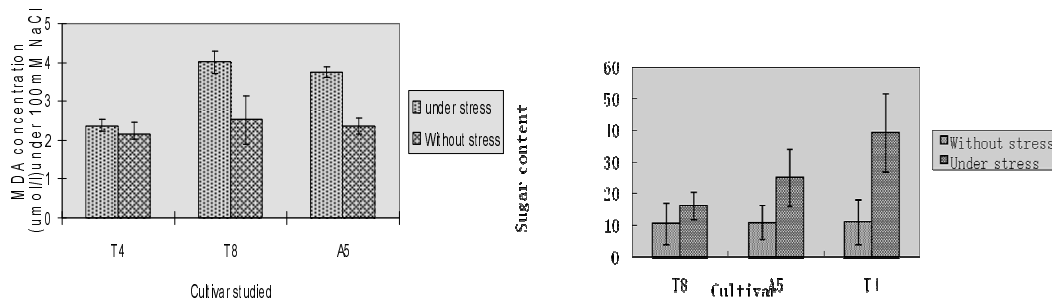 MDA concentration
(umol/l)under 100mM NaCl
5
4
3
2
1
0
T4 T8 A5
Cultivar studied
under stress
Without stress
Sugar content
60
50
40
30
20
10
0
T8 A5
Cultivar
Without stress
Under stress